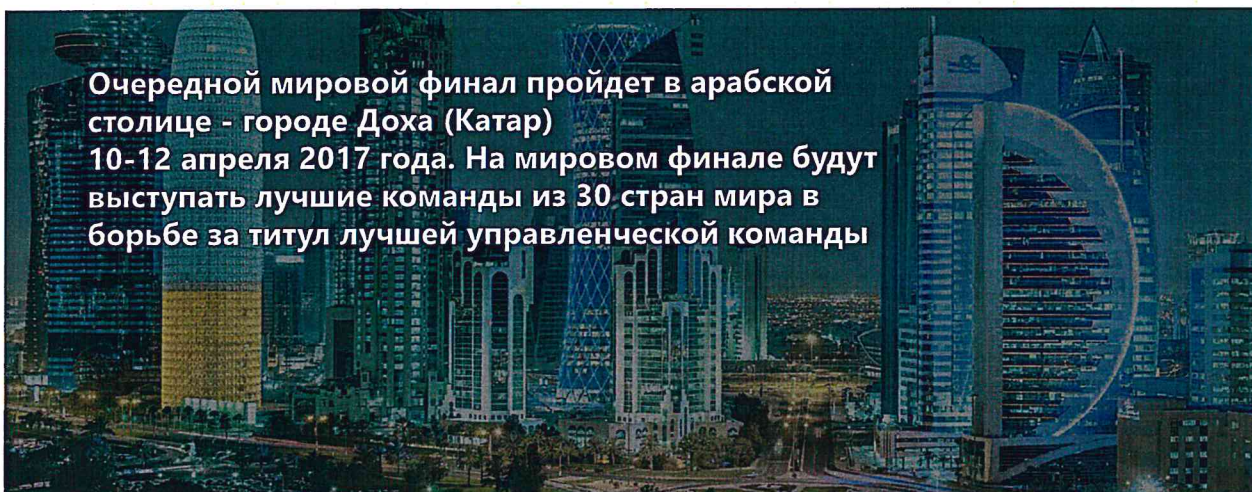 Очередной мировой финал пройдет в арабской
столице - городе Доха (Катар)
10-12 апреля 2017 года. На мировом финале будут
выступать лучшие команды из 30 стран мира в
борьбе за титул лучшей управленческой команды